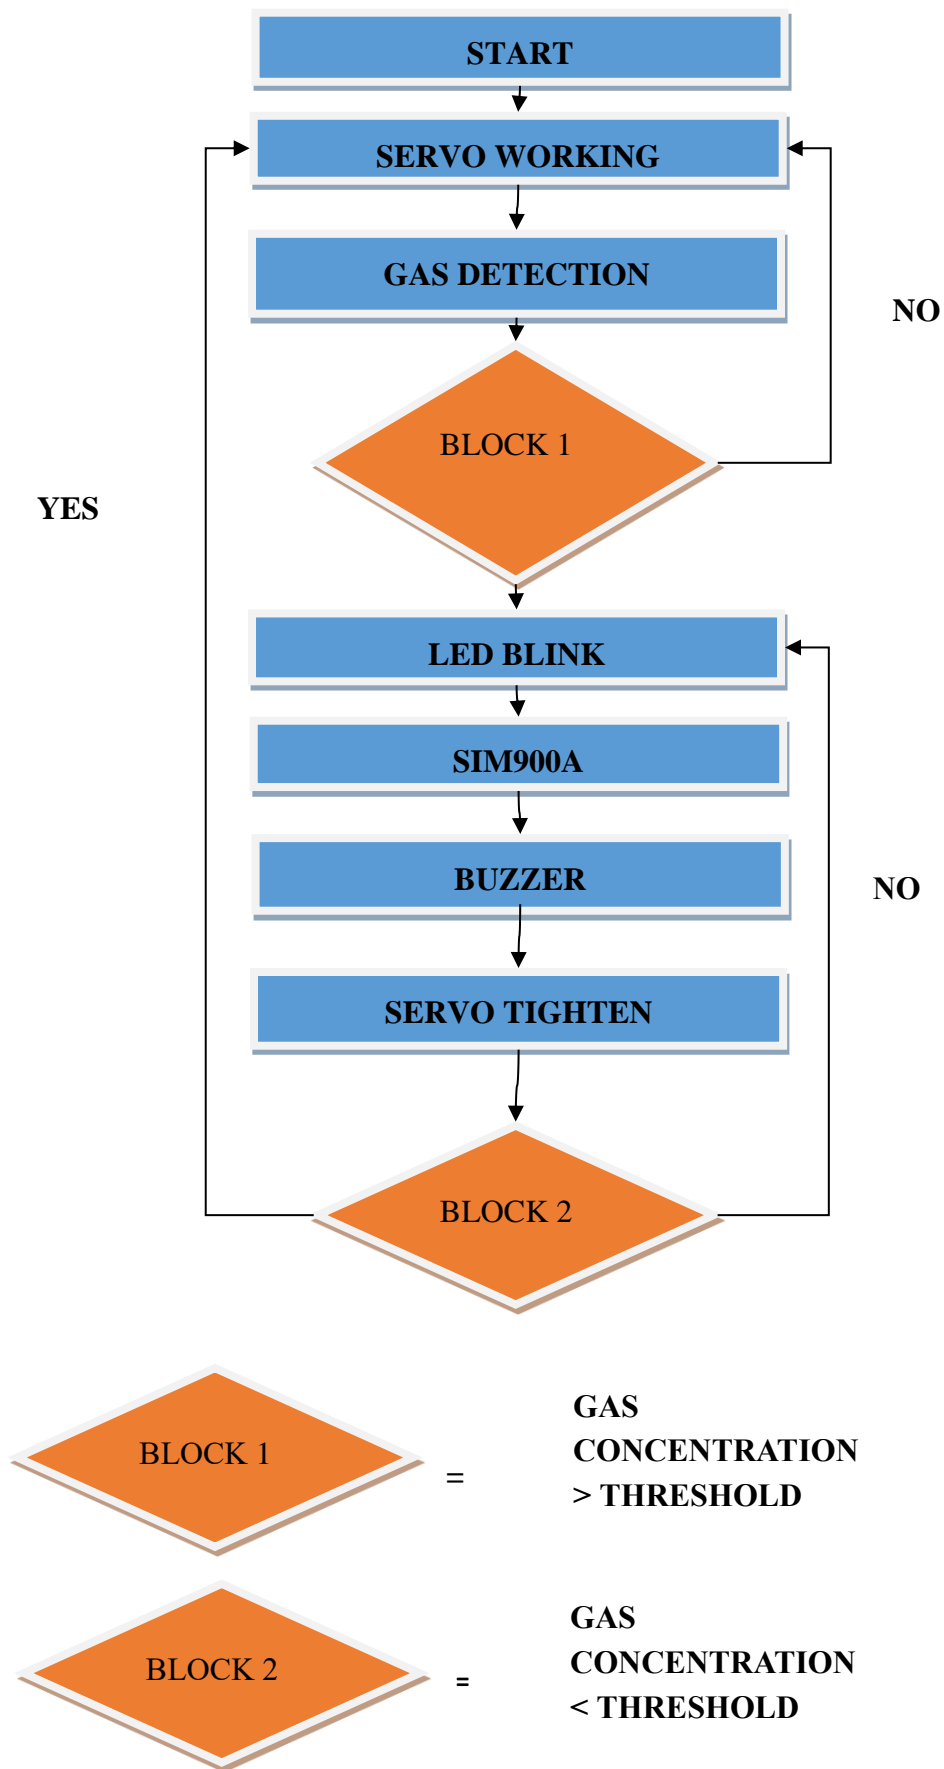 START
SERVO WORKING
GAS DETECTION
NO
BLOCK 1
YES
LED BLINK
SIM900A
BUZZER
NO
SERVO TIGHTEN
BLOCK 2
BLOCK 1
=
GAS
CONCENTRATION
> THRESHOLD
BLOCK 2
=
GAS
CONCENTRATION
< THRESHOLD